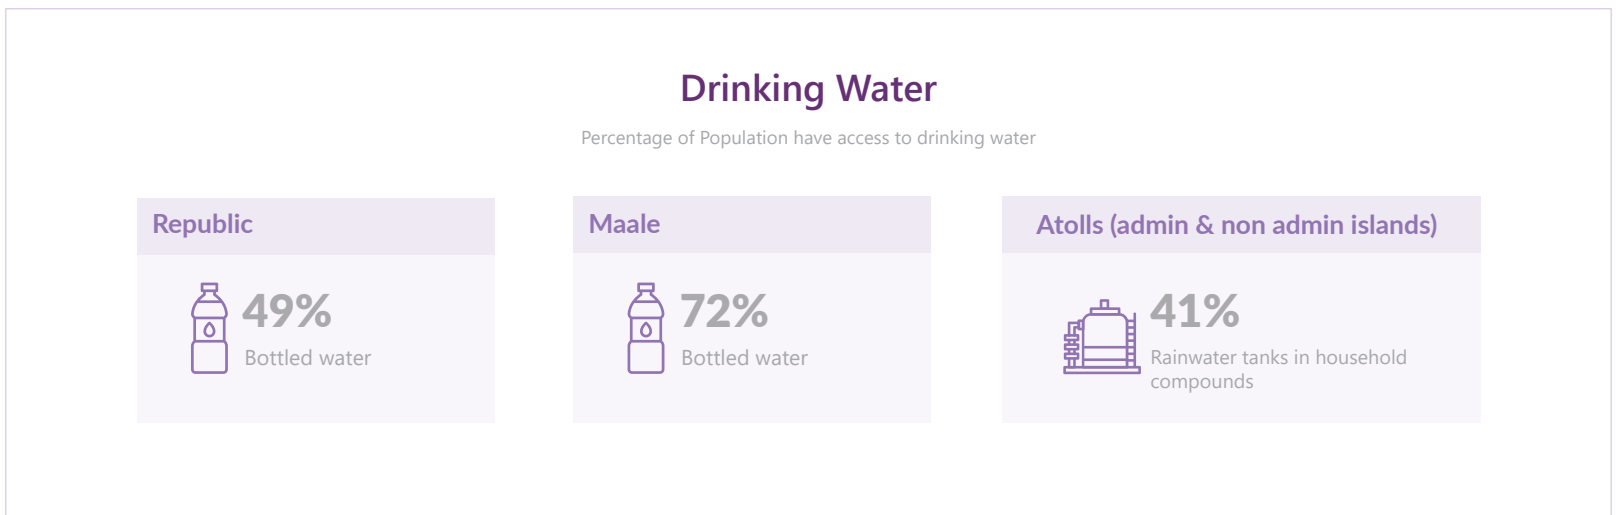 Drinking Water
Percentage of Population have access to drinking water
Republic
49%
Bottled water
Maale
72%
Bottled water
Atolls (admin & non admin islands)
41%
Rainwater tanks in household
compounds